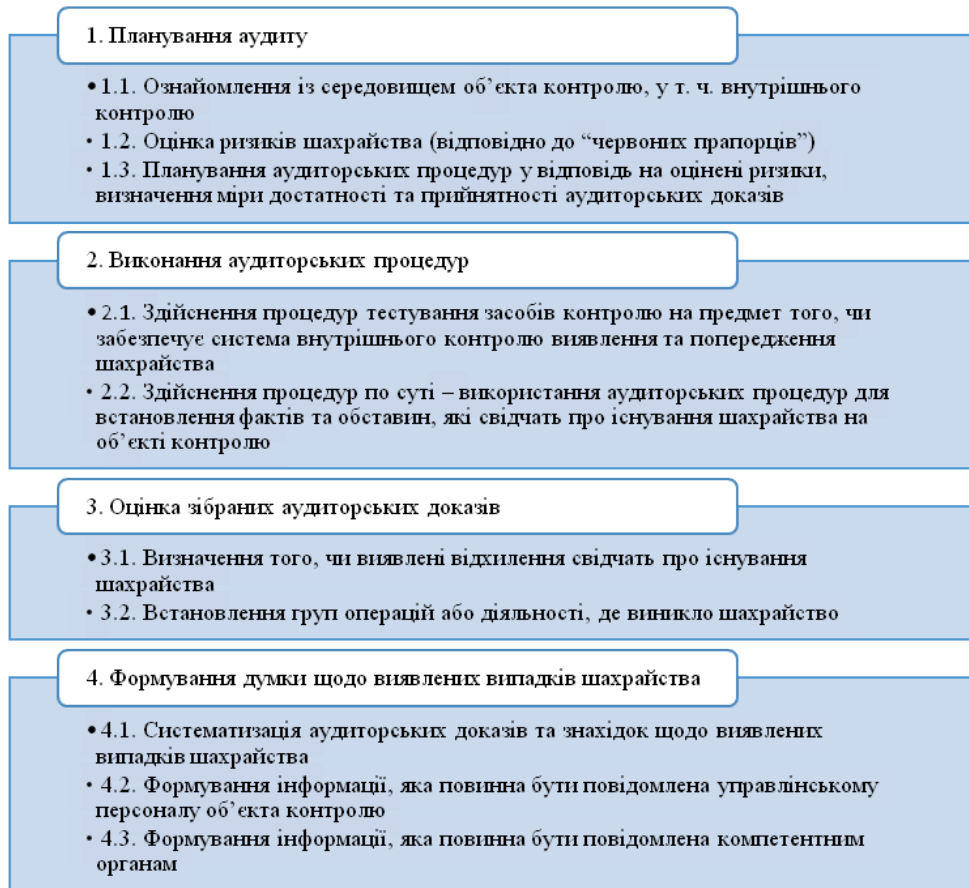 1. Планування аудиту
• 1.1. Ознайомлення із середовищем об’єкта контролю, у т. ч. внутрішнього
контролю
• 1.2. Оцінка ризиків шахрайства (відповідно до “червоних прапорців”)
• 1.3. Планування аудиторських процедур у відповідь на оцінені ризики,
визначення міри достатності та прийнятності аудиторських доказів
2. Виконання аудиторських процедур
• 2.1. Здійснення процедур тестування засобів контролю на предмет того, чи
забезпечує система внутрішнього контролю виявлення та попередження
шахрайства
• 2.2. Здійснення процедур по суті – використання аудиторських процедур для
встановлення фактів та обставин, які свідчать про існування шахрайства на
об’єкті контролю
3. Оцінка зібраних аудиторських доказів
• 3.1. Визначення того, чи виявлені відхилення свідчать про існування
шахрайства
• 3.2. Встановлення груп операцій або діяльності, де виникло шахрайство
4. Формування думки щодо виявлених випадків шахрайства
• 4.1. Систематизація аудиторських доказів та знахідок щодо виявлених
випадків шахрайства
• 4.2. Формування інформації, яка повинна бути повідомлена управлінському
персоналу об’єкта контролю
• 4.3. Формування інформації, яка повинна бути повідомлена компетентним
органам